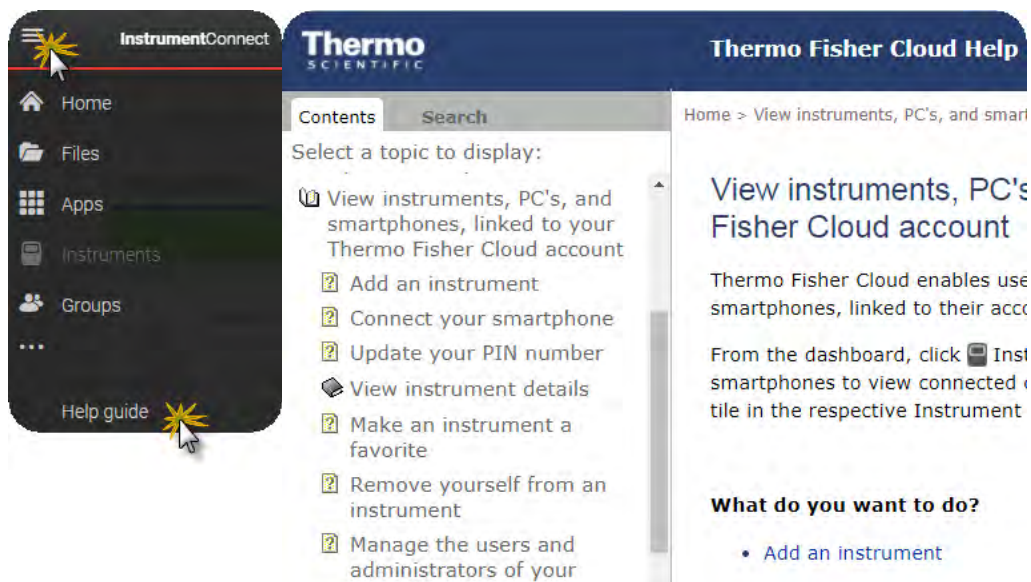 InstrumentConnect
Home
Files
Apps
Instruments
Groups
Help guide
Thermo
SCIENTIFIC
Thermo Fisher Cloud Help
Contents Search
Select a topic to display:
View instruments, PC's, and
smartphones, linked to your
Thermo Fisher Cloud account
Add an instrument
Connect your smartphone
Update your PIN number
View instrument details
Make an instrument a
favorite
Remove yourself from an
instrument
Manage the users and
administrators of your
Home > View instruments, PC's, and smart
View instruments, PC's
Fisher Cloud account
Thermo Fisher Cloud enables use
smartphones, linked to their acco
From the dashboard, click Inst
smartphones to view connected
tile in the respective Instrument
What do you want to do?
• Add an instrument